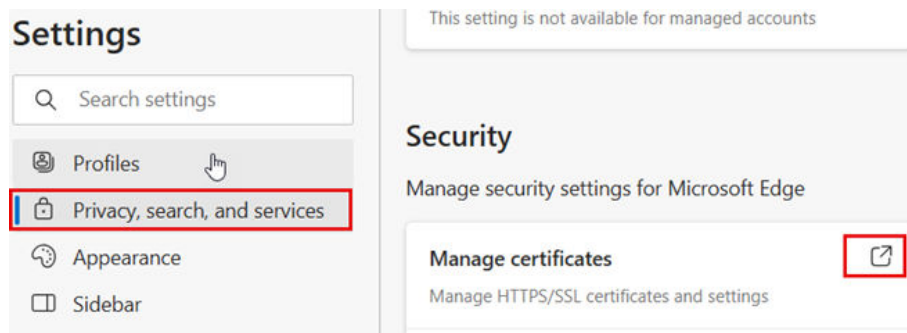 Settings
Search settings
Profiles
Privacy, search, and services
Appearance
Sidebar
This setting is not available for managed accounts
Security
Manage security settings for Microsoft Edge
Manage certificates
Manage HTTPS/SSL certificates and settings